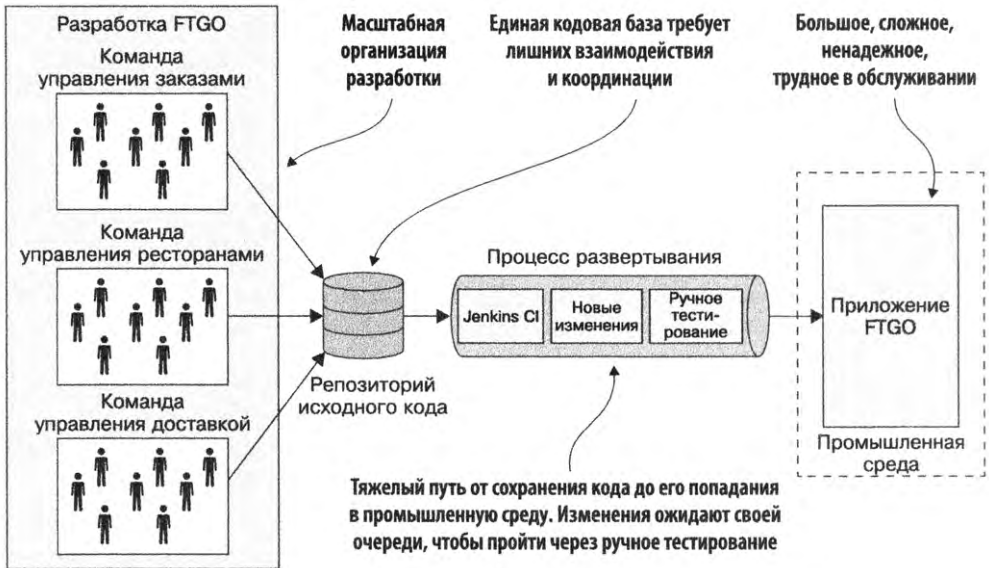 Разработка FTGO
Команда
управления заказами
Команда
управления ресторанами
Команда
управления доставкой
Масштабная
организация
разработки
Единая кодовая база требует
лишних взаимодействия
и координации
Большое, сложное,
ненадежное,
трудное в обслуживании
Репозиторий
исходного кода
Процесс развертывания
Jenkins CI
Новые
изменения
Ручное
тести-
рование
Приложение
FTGO
Промышленная
среда
Тяжелый путь от сохранения кода до его попадания
в промышленную среду. Изменения ожидают своей
очереди, чтобы пройти через ручное тестирование